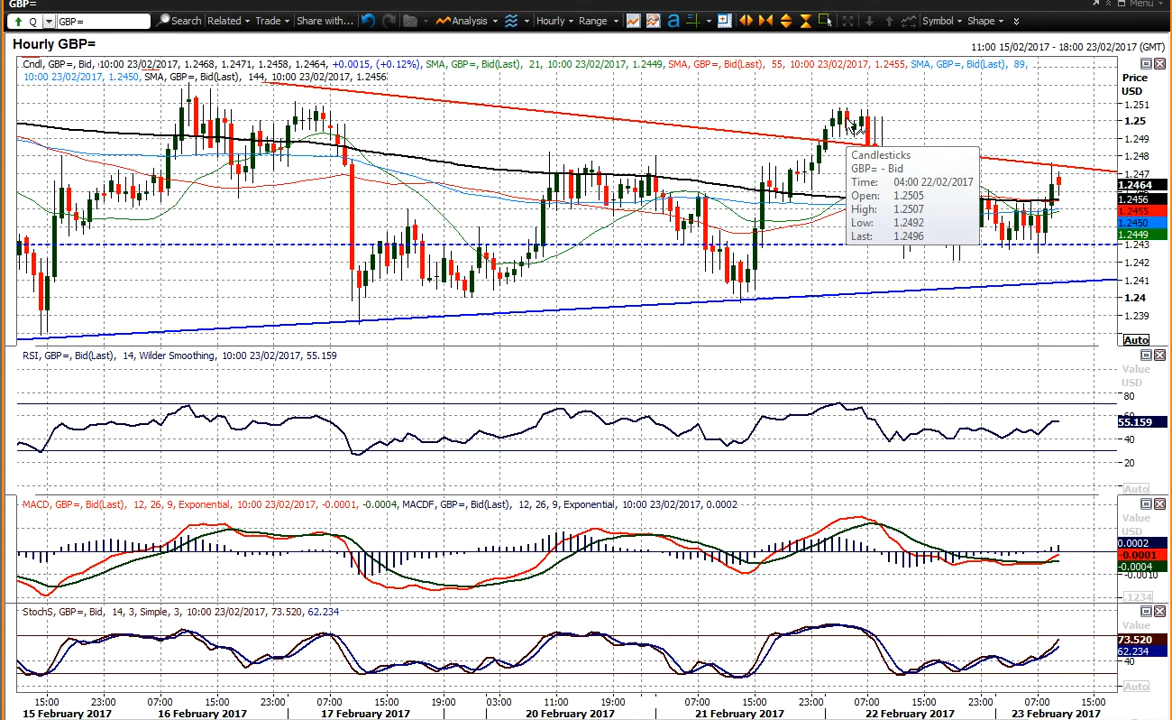 GBP=
Menu
Q GBP= Search Related Trade Share with... Analysis Hourly Range a Symbol Shape
Hourly GBP=
11:00 15/02/2017 - 18:00 23/02/2017 (GMT)
Cndl, GBP=, Bid, 10:00 23/02/2017, 1.2468, 1.2471, 1.2458, 1.2464, +0.0015, (+0.12%), SMA, GBP=, Bid(Last), 21, 10:00 23/02/2017, 1.2449, SMA, GBP=, Bid(Last), 55, 10:00 23/02/2017, 1.2455, SMA, GBP=, Bid(Last), 89,
10:00 23/02/2017, 1.2450, SMA, GBP=, Bid(Last), 144, 10:00 23/02/2017, 1.2456
Price
USD
1.251
1.25
1.249
1.248
1.247
1.2464
1.2456
1.2455
1.2450
1.2449
1.243
1.242
1.241
1.24
1.239
Auto
Candlesticks
GBP= - Bid
Time: 04:00 22/02/2017
Open: 1.2505
High: 1.2507
Low: 1.2492
Last: 1.2496
RSI, GBP=, Bid(Last), 14, Wilder Smoothing, 10:00 23/02/2017, 55.159
Value
USD
80
60
55.159
40
20
Auto
MACD, GBP=, Bid(Last), 12, 26, 9, Exponential, 10:00 23/02/2017, -0.0001, -0.0004, MACDF, GBP=, Bid(Last), 12, 26, 9, Exponential, 10:00 23/02/2017, 0.0002
Value
USD
0.0002
-0.0001
-0.0004
-0.0010
.1234
StochS, GBP=, Bid, 14, 3, Simple, 3, 10:00 23/02/2017, 73.520, 62.234
Value
USD
73.520
62.234
40
Auto
15:00 23:00 07:00 15:00 23:00 07:00 15:00 19:00 03:00 11:00 19:00 07:00 15:00 23:00 07:00 15:00 23:00 07:00 15:00
15 February 2017 16 February 2017 17 February 2017 20 February 2017 21 February 2017 22 February 2017 23 February 2017